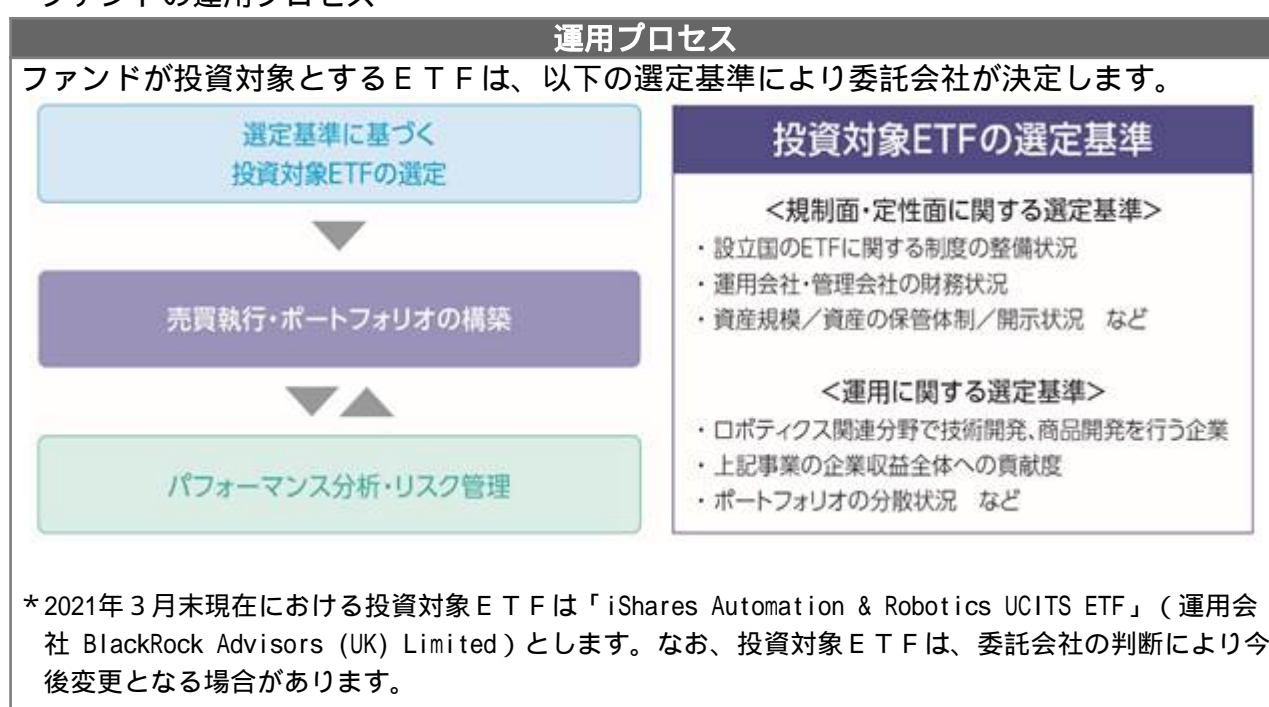 ファンドの運用プロセス
運用プロセス
ファンドが投資対象とするＥＴＦは、以下の選定基準により委託会社が決定します。
選定基準に基づく
投資対象ETFの選定
売買執行・ポートフォリオの構築
パフォーマンス分析・リスク管理
投資対象ETFの選定基準
＜規制面・定性面に関する選定基準＞
・設立国のETFに関する制度の整備状況
・運用会社・管理会社の財務状況
・資産規模／資産の保管体制／開示状況　など
＜運用に関する選定基準＞
・ロボティクス関連分野で技術開発、商品開発を行う企業
・上記事業の企業収益全体への貢献度
・ポートフォリオの分散状況　など
＊2021年３月末現在における投資対象ＥＴＦは「iShares Automation & Robotics UCITS ETF」（運用会
社 BlackRock Advisors (UK) Limited）とします。なお、投資対象ＥＴＦは、委託会社の判断により今
後変更となる場合があります。